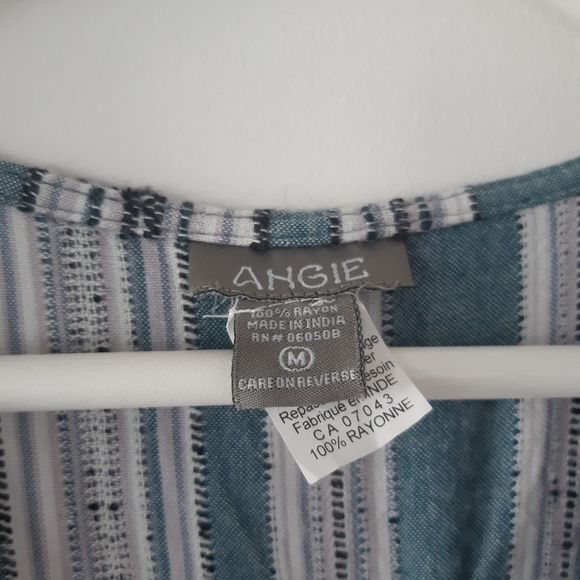 ANGIE
100% RAYON
MADE IN INDIA
RN# 06050B
M
CARE ON REVERSE
Fabriqué en INDE
CA 07043
100% RAYONNE